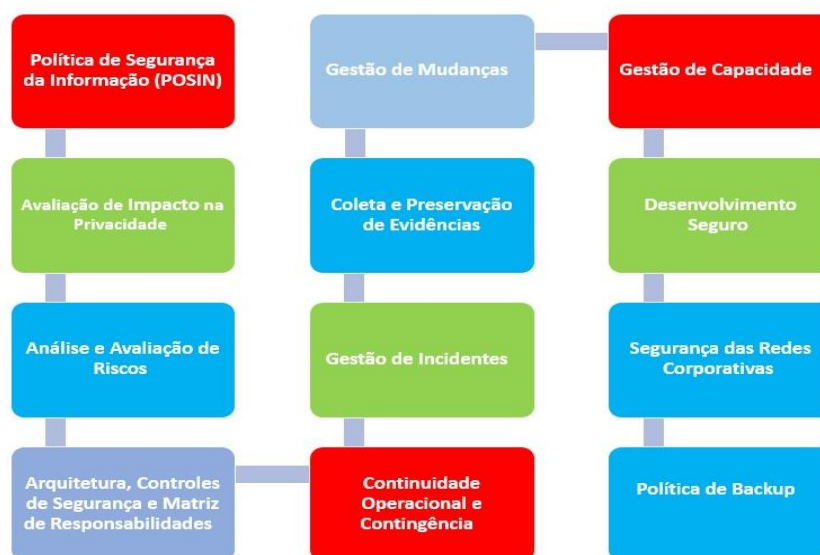 Política de Segurança
da Informação (POSIN)
Avaliação de Impacto na
Privacidade
Análise e Avaliação de
Riscos
Arquitetura, Controles
de Segurança e Matriz
de Responsabilidades
Continuidade
Operacional e
Contingência
Gestão de Incidentes
Coleta e Preservação
de Evidências
Gestão de Mudanças
Gestão de Capacidade
Desenvolvimento
Seguro
Segurança das Redes
Corporativas
Política de Backup